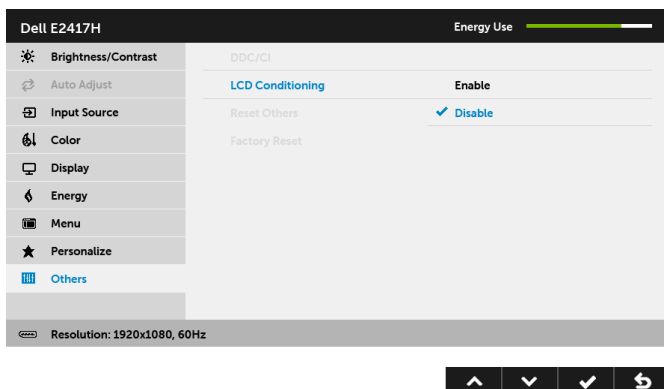 Dell E2417H
Energy Use
Brightness/Contrast
DDC/CI
Auto Adjust
LCD Conditioning
Enable
Input Source
Reset Others
Disable
Color
Factory Reset
Display
Energy
Menu
Personalize
Others
Resolution: 1920x1080, 60Hz